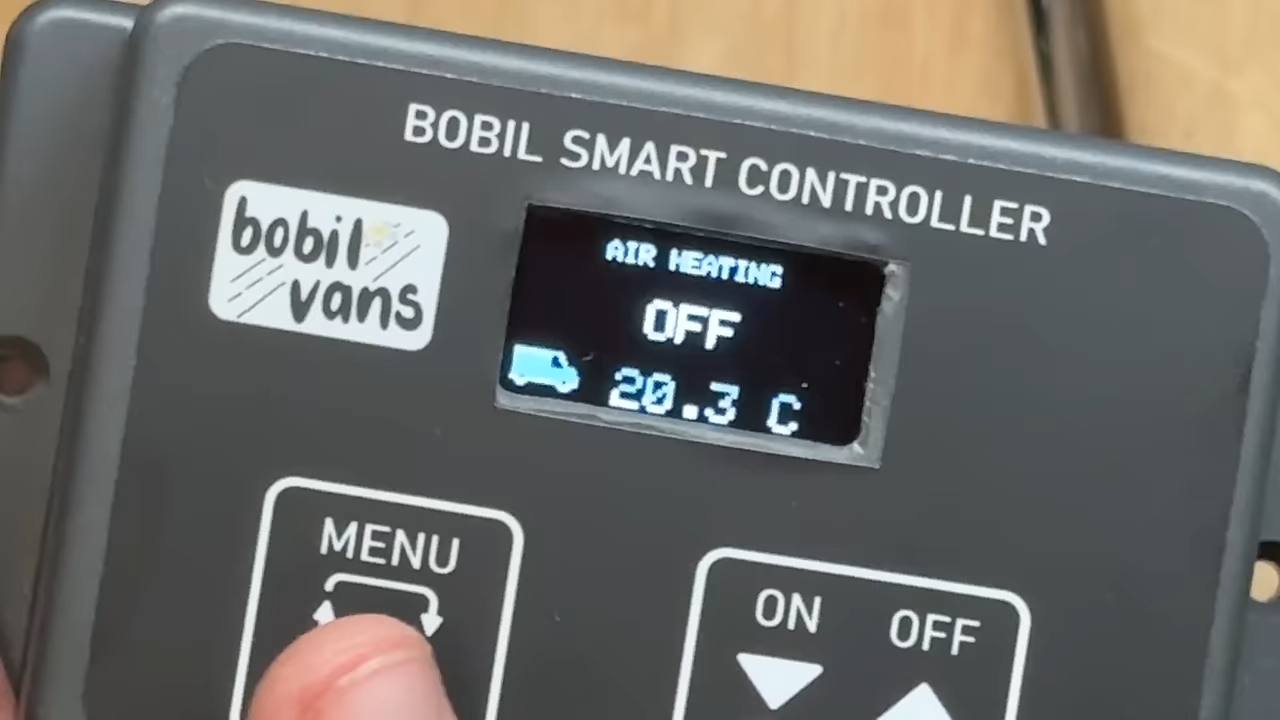 BOBIL SMART CONTROLLER
bobil
vans
AIR HEATING
OFF
20.3 C
MENU
ON OFF